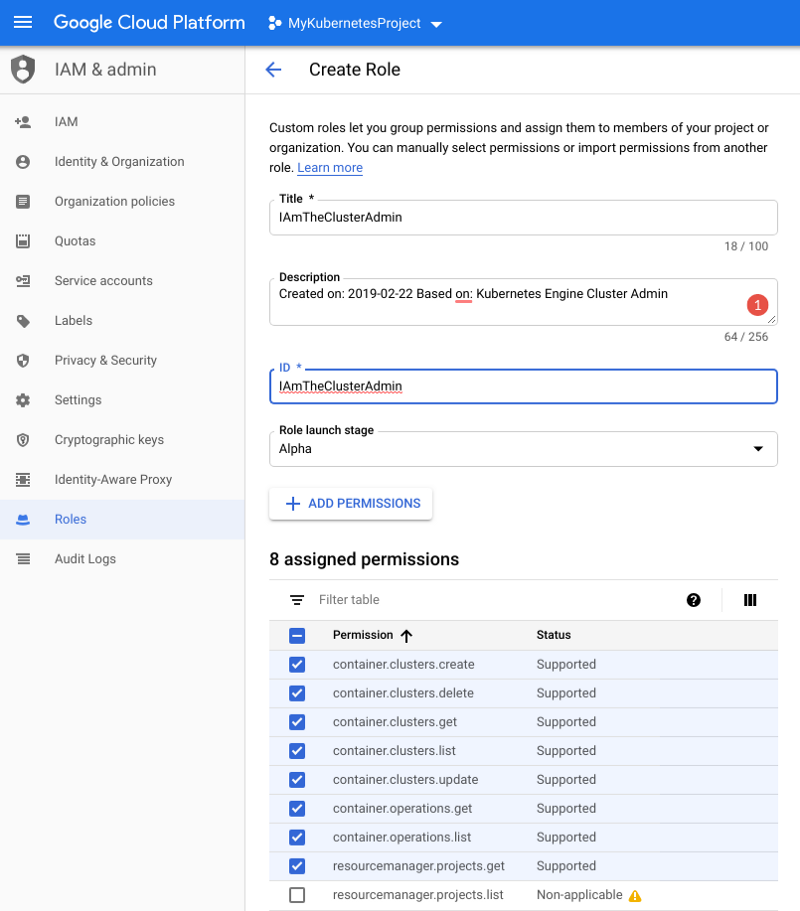 Google Cloud Platform
MyKubernetesProject
IAM & admin
Create Role
IAM
Identity & Organization
Organization policies
Quotas
Service accounts
Labels
Privacy & Security
Settings
Cryptographic keys
Identity-Aware Proxy
Roles
Audit Logs
Custom roles let you group permissions and assign them to members of your project or
organization. You can manually select permissions or import permissions from another
role. Learn more
Title *
IAmTheClusterAdmin
18 / 100
Description
Created on: 2019-02-22 Based on: Kubernetes Engine Cluster Admin
1
64 / 256
ID *
IAmTheClusterAdmin
Role launch stage
Alpha
ADD PERMISSIONS
8 assigned permissions
Filter table
?
Permission Status
container.clusters.create Supported
container.clusters.delete Supported
container.clusters.get Supported
container.clusters.list Supported
container.clusters.update Supported
container.operations.get Supported
container.operations.list Supported
resourcemanager.projects.get Supported
resourcemanager.projects.list Non-applicable